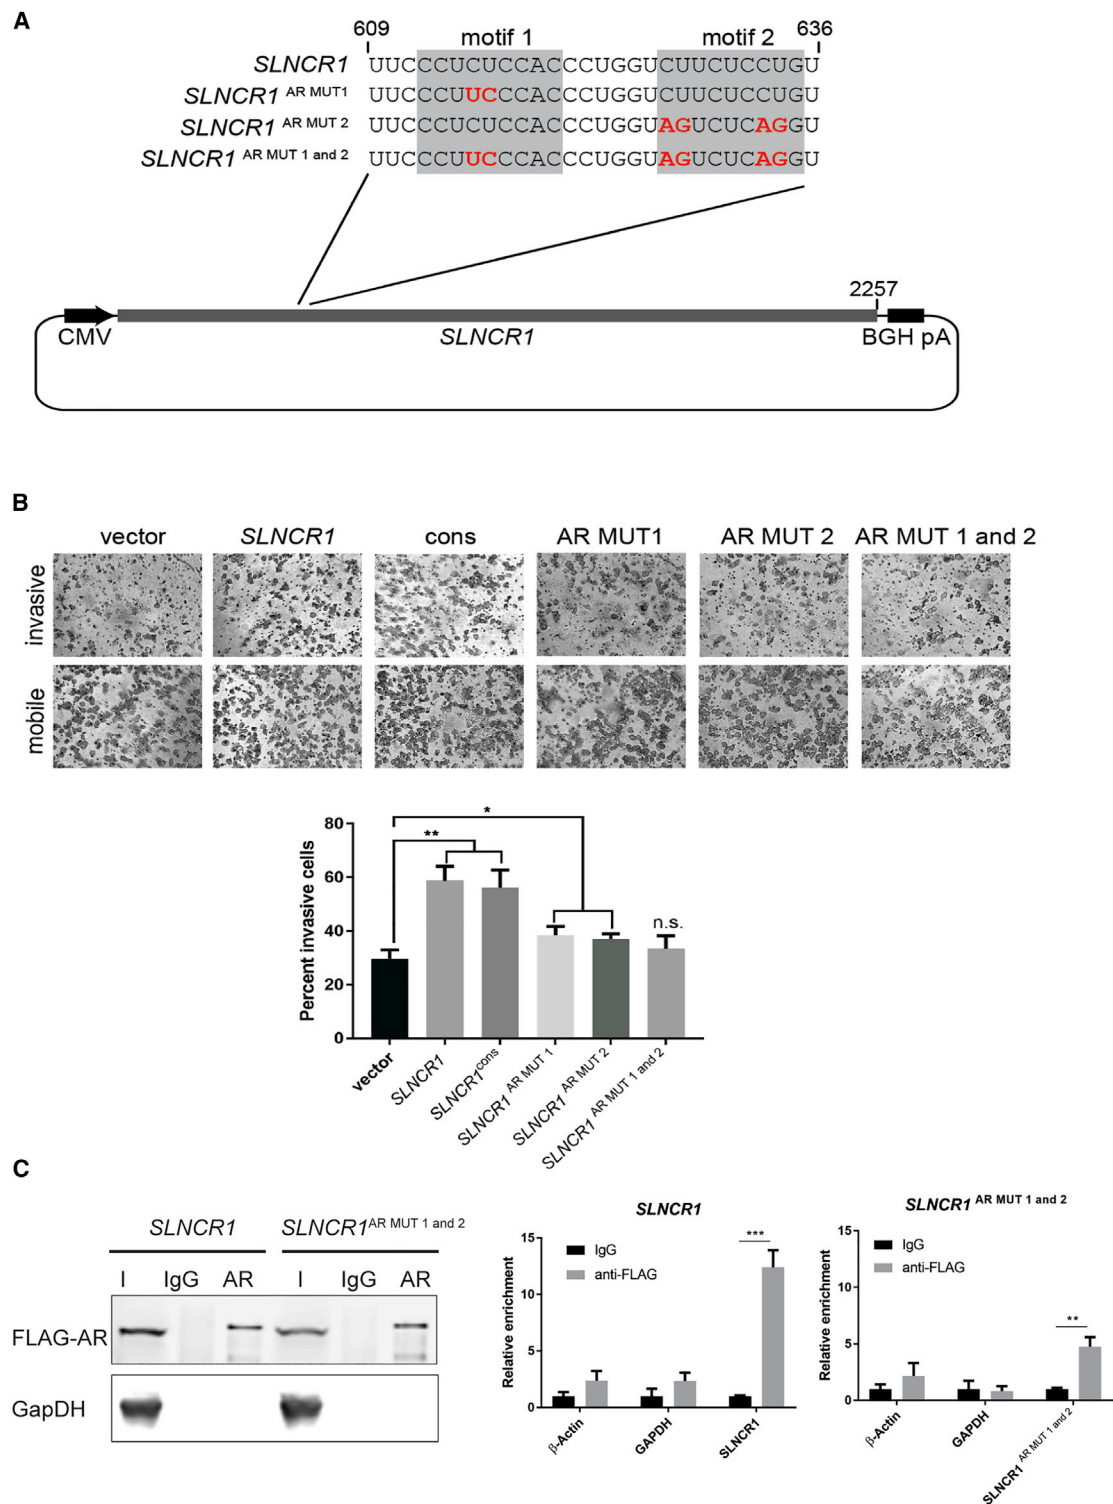 A
609 motif 1 motif 2 636
SLNCR1 UUCCCUCUCCACCCUGGUCUUCUCCUGU
SLNCR1 AR MUT1 UUCCCUUCCCACCCUGGUCUUCUCCUGU
SLNCR1 AR MUT 2 UUCCCUCUCCACCCUGGUAGUCUCAGGU
SLNCR1 AR MUT 1 and 2 UUCCCUUCCCACCCUGGUAGUCUCAGGU
2257
CMV SLNCR1 BGH pA
B
vector SLNCR1 cons AR MUT1 AR MUT 2 AR MUT 1 and 2
invasive
mobile
Percent invasive cells
80
60
40
20
0
*
**
n.s.
vector
SLNCR1
SLNCR1cons
SLNCR1 AR MUT 1
SLNCR1 AR MUT 2
SLNCR1 AR MUT 1 and 2
C
SLNCR1 SLNCR1AR MUT 1 and 2
I IgG AR I IgG AR
FLAG-AR
GapDH
SLNCR1
Relative enrichment
15
10
5
0
IgG
anti-FLAG
***
β-Actin
GAPDH
SLNCR1
SLNCR1 AR MUT 1 and 2
Relative enrichment
15
10
5
0
IgG
anti-FLAG
**
β-Actin
GAPDH
SLNCR1 AR MUT 1 and 2